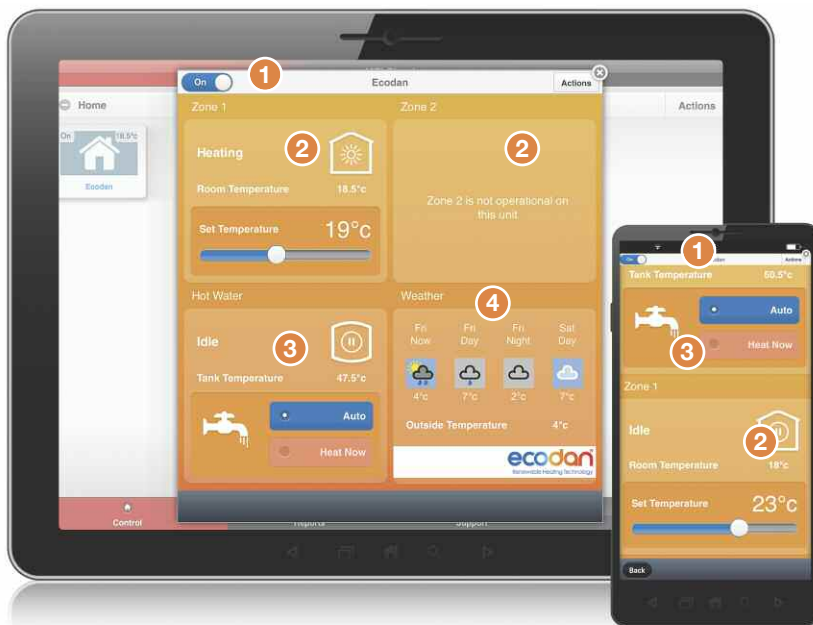 On
1
Ecodan
Actions
Home
Actions
On 18.5°c
Ecodan
Zone 1
Heating
2
Room Temperature 18.5°c
Set Temperature 19°c
Zone 2
2
Zone 2 is not operational on
this unit
Hot Water
Idle
3
Tank Temperature 47.5°c
Auto
Heat Now
Weather
4
Fri Fri Fri Sat
Now Day Night Day
4°c 7°c 2°c 7°c
Outside Temperature 4°c
ecodan
Renewable Heating Technology
Control
Reports
Support
1
On
Actions
Tank Temperature 50.5°c
Auto
3
Heat Now
Zone 1
Idle
2
Room Temperature 18°c
Set Temperature 23°c
Back